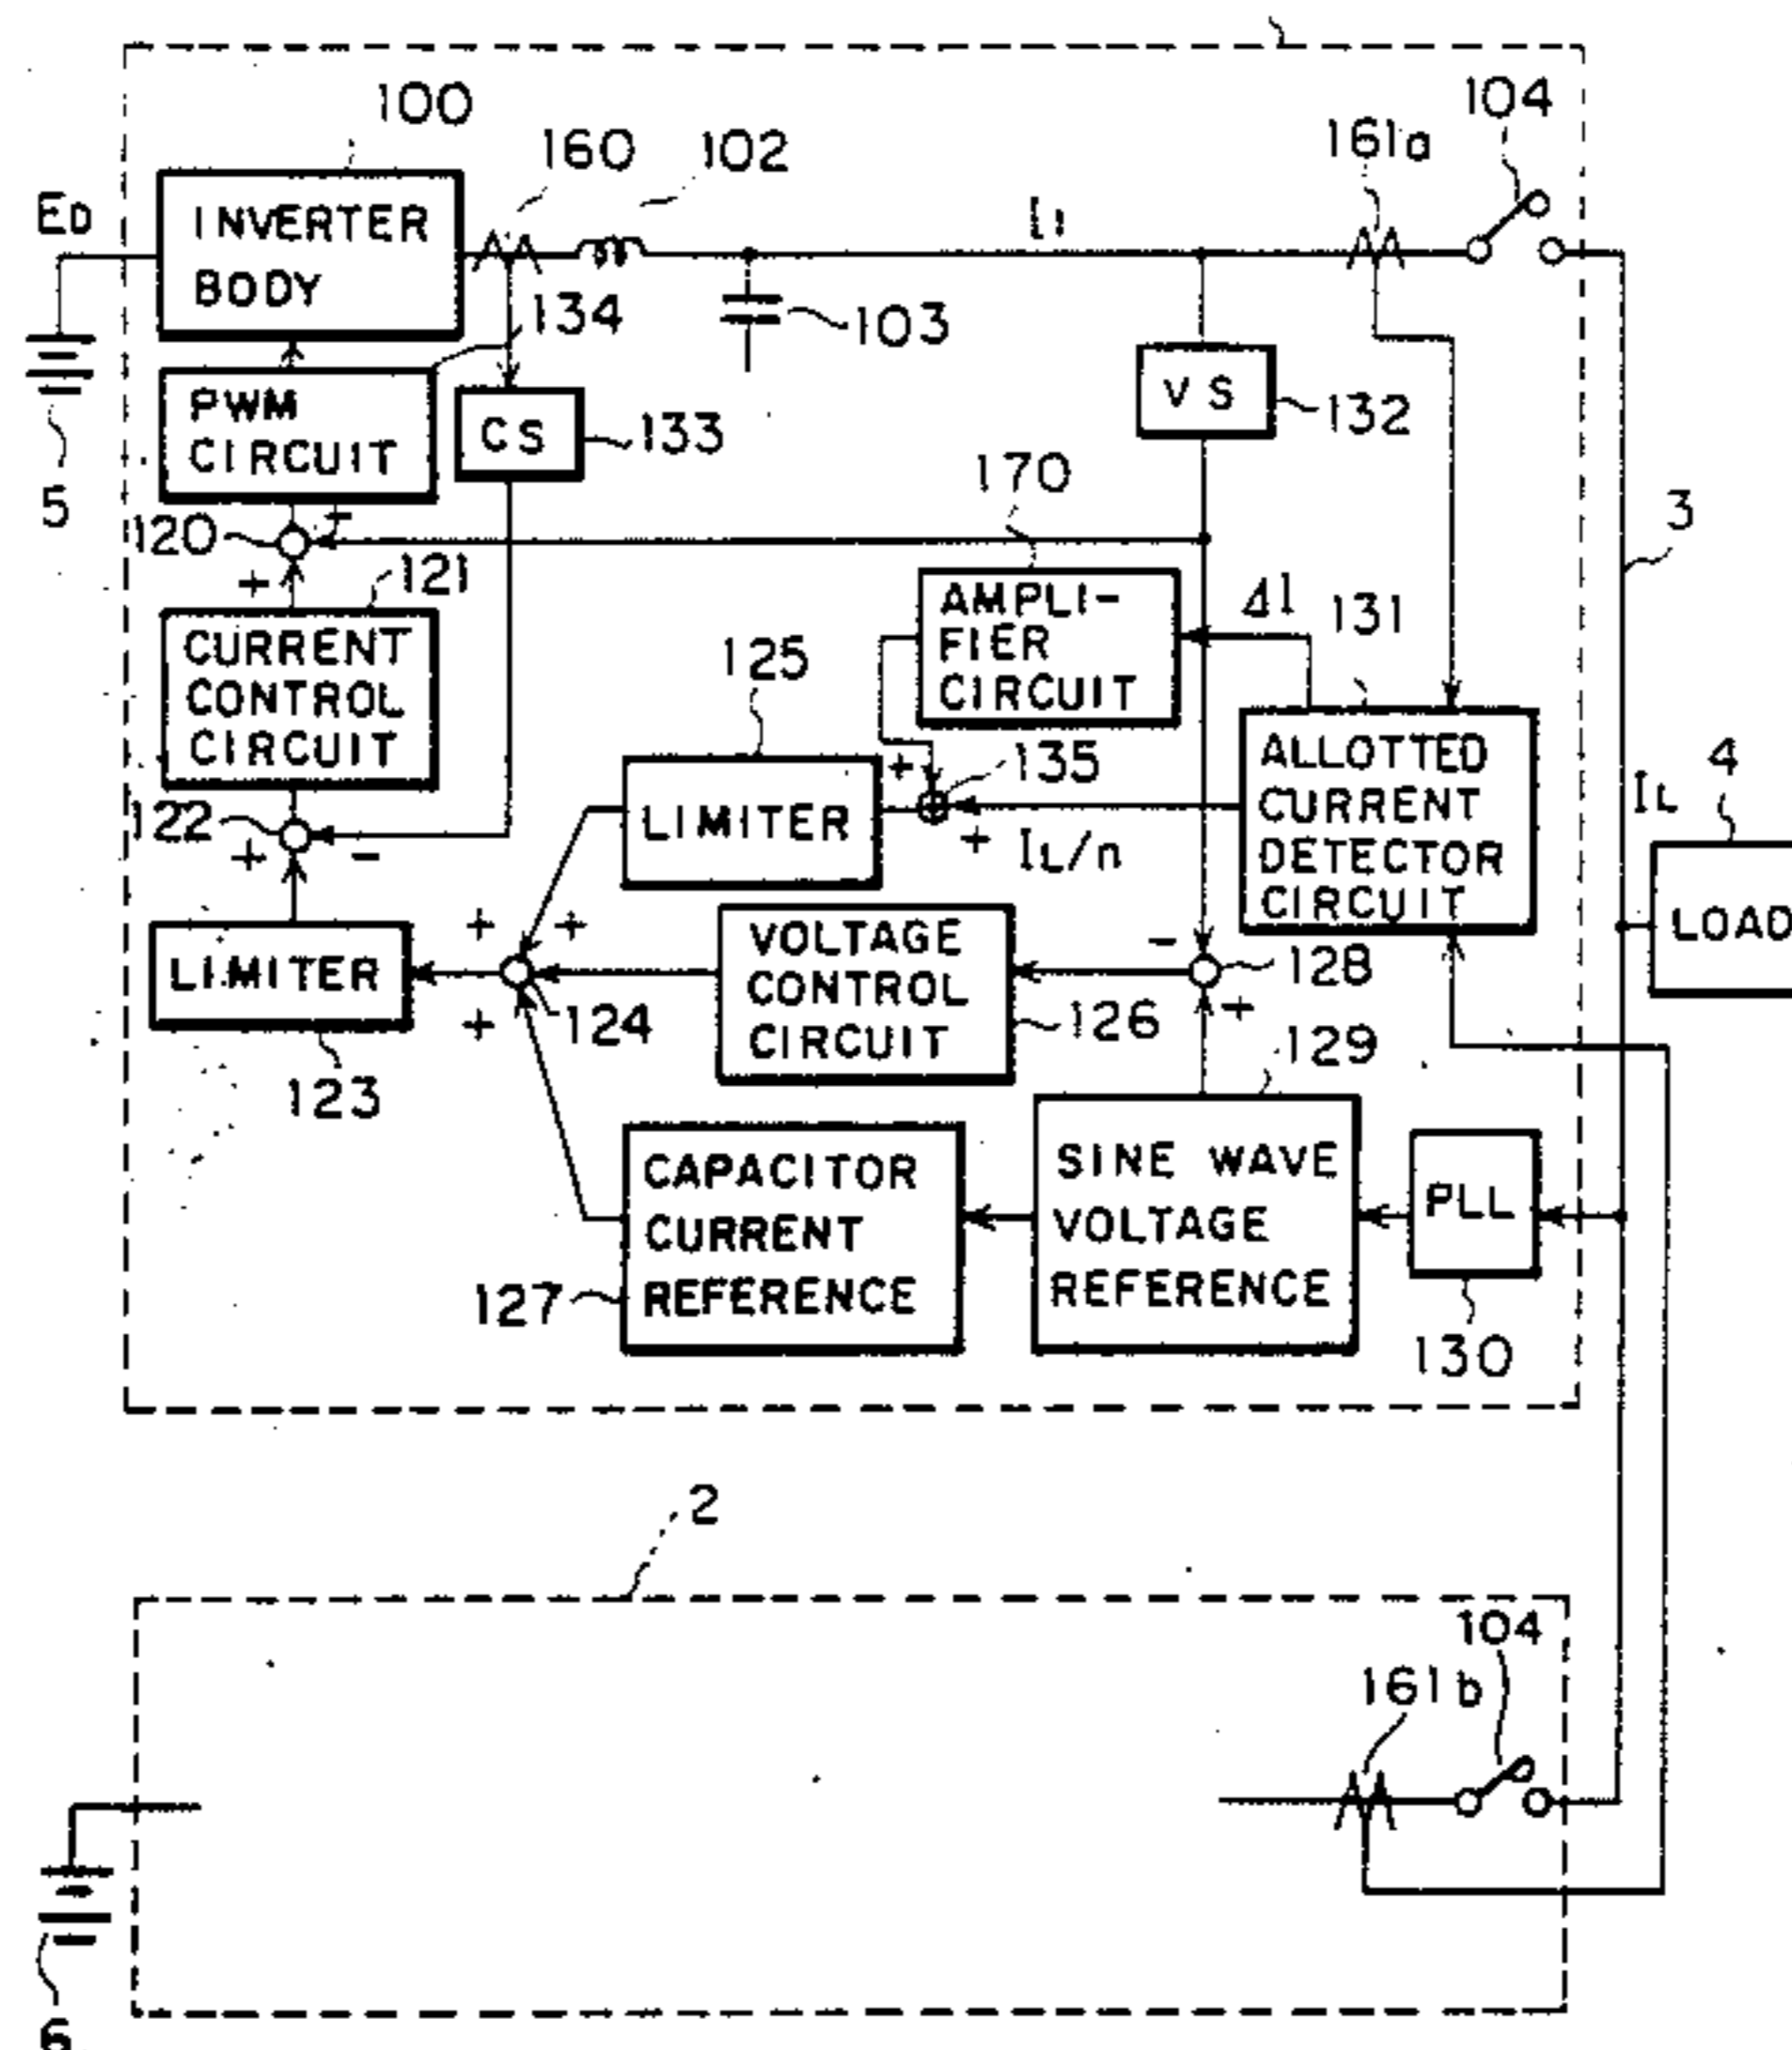 100
160
102
161a
104
ED
INVERTER
BODY
I1
134
103
PWM
CIRCUIT
CS
133
VS
132
5
170
3
120
+
+
121
AMPLI-
FIER
CIRCUIT
ΔI
131
CURRENT
CONTROL
CIRCUIT
125
+
135
ALLOTTED
CURRENT
DETECTOR
CIRCUIT
IL
4
122
+
-
LIMITER
+
IL/n
LOAD
LIMITER
+
+
VOLTAGE
CONTROL
CIRCUIT
-
128
+
124
126
+
123
129
CAPACITOR
CURRENT
REFERENCE
SINE WAVE
VOLTAGE
REFERENCE
PLL
127
130
2
104
161b
6